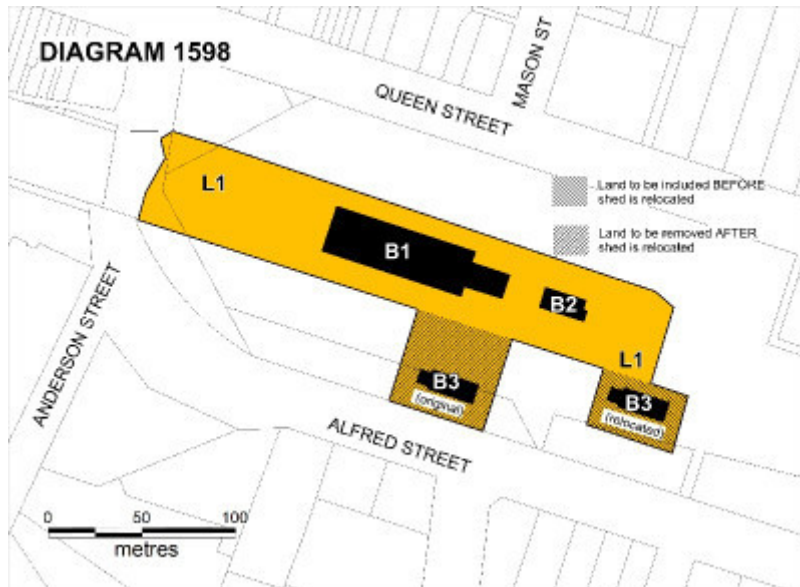 DIAGRAM 1598
QUEEN STREET
MASON ST
L1
Land to be included BEFORE
shed is relocated
Land to be removed AFTER
shed is relocated
B1
B2
L1
B3
(original)
B3
(relocated)
ANDERSON STREET
ALFRED STREET
0 50 100
metres